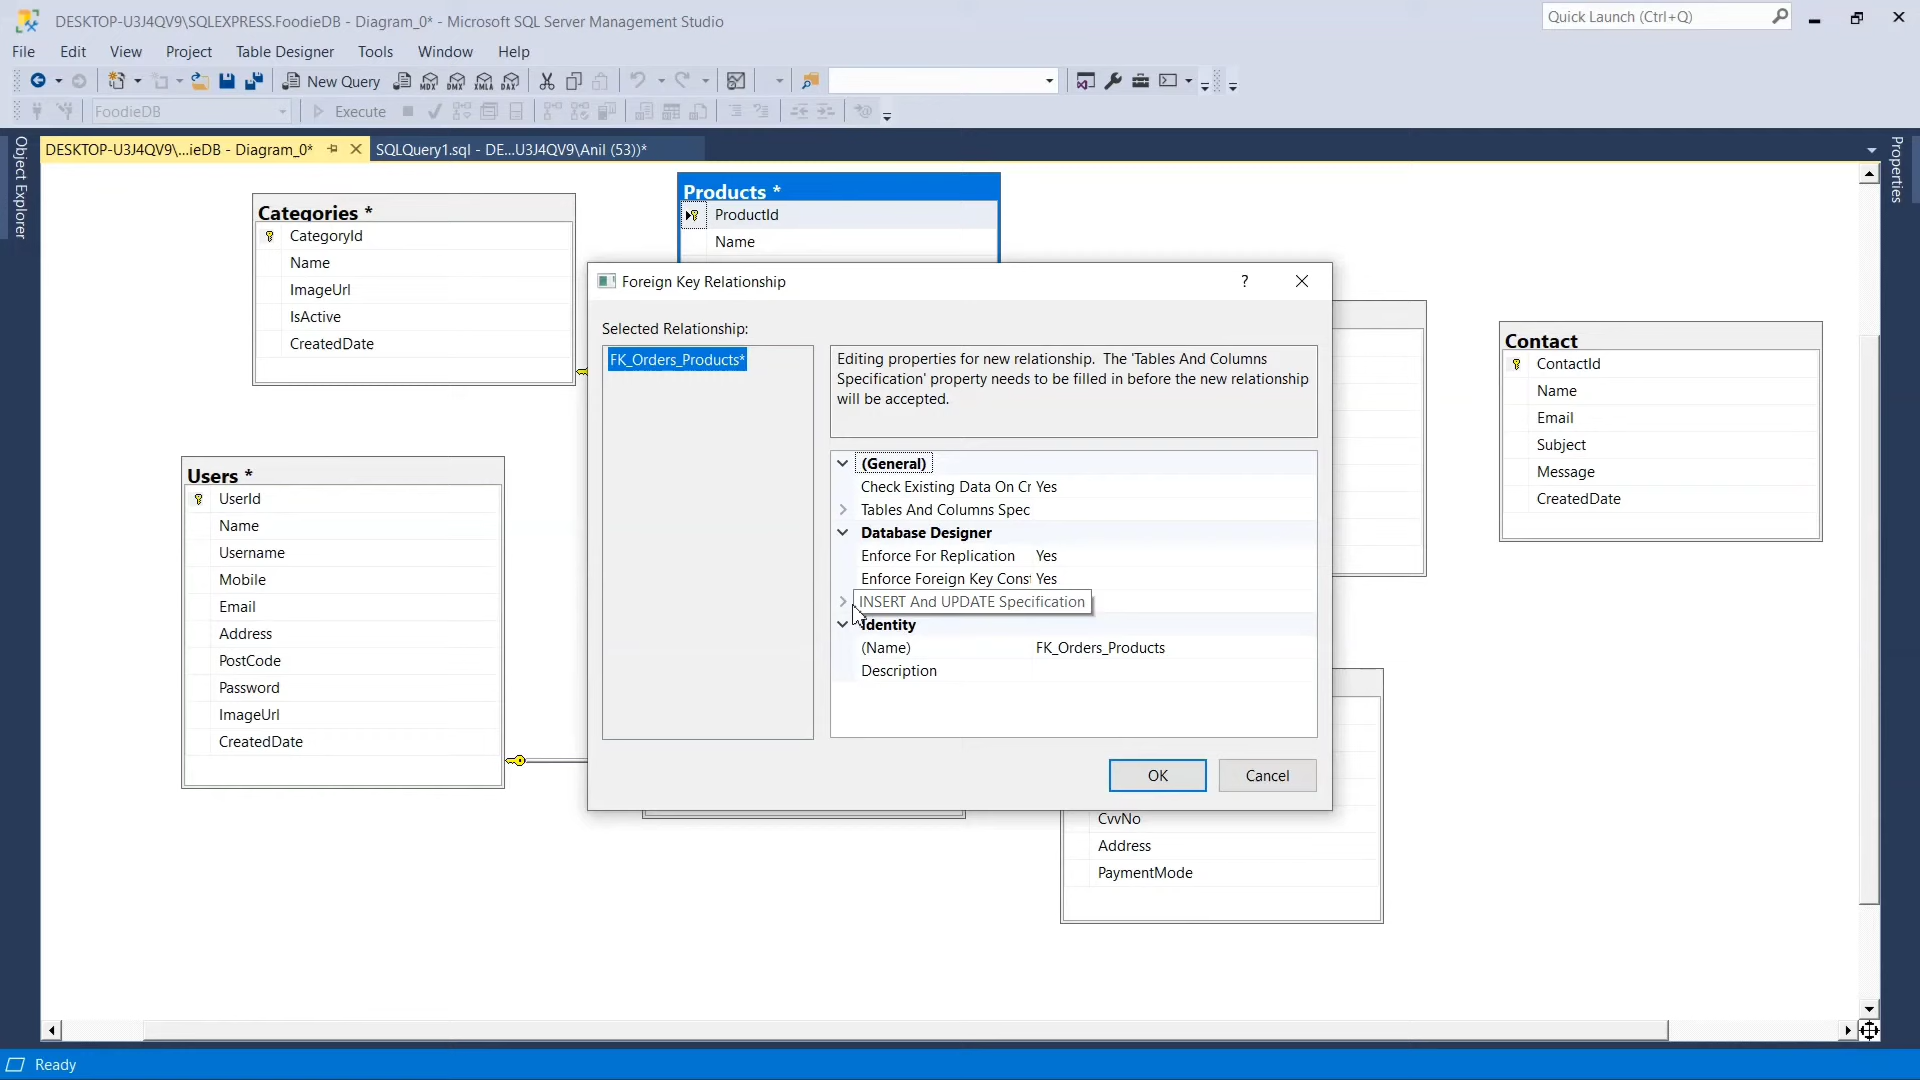 DESKTOP-U3J4QV9\SQLEXPRESS.FoodieDB - Diagram_0* - Microsoft SQL Server Management Studio
Quick Launch (Ctrl+Q)
File Edit View Project Table Designer Tools Window Help
New Query MDX DMX XMLA DAX
FoodieDB Execute
DESKTOP-U3J4QV9\...ieDB - Diagram_0* SQLQuery1.sql - DE...U3J4QV9\Anil (53))*
Object Explorer
Properties
Categories *
CategoryId
Name
ImageUrl
IsActive
CreatedDate
Products *
ProductId
Name
Users *
UserId
Name
Username
Mobile
Email
Address
PostCode
Password
ImageUrl
CreatedDate
Foreign Key Relationship
?
Selected Relationship:
FK_Orders_Products*
Editing properties for new relationship. The 'Tables And Columns
Specification' property needs to be filled in before the new relationship
will be accepted.
(General)
Check Existing Data On Cr Yes
Tables And Columns Spec
Database Designer
Enforce For Replication Yes
Enforce Foreign Key Const Yes
INSERT And UPDATE Specification
Identity
(Name) FK_Orders_Products
Description
OK Cancel
Contact
ContactId
Name
Email
Subject
Message
CreatedDate
CvvNo
Address
PaymentMode
Ready